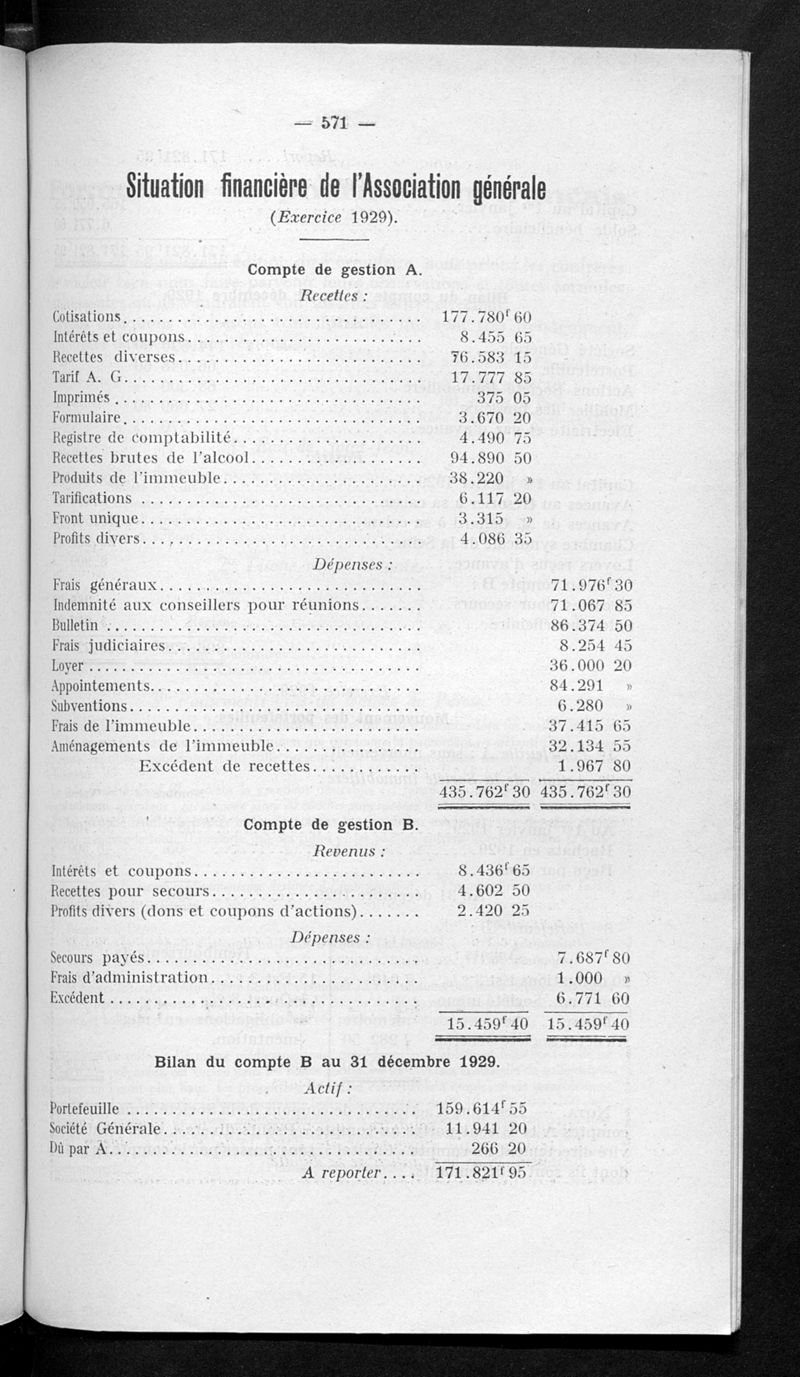 — 571 —
Situation financière de l'Association générale
(Exercice 1929).
Compte de gestion A.
Recettes :
Cotisations. . . . . 177.780f 60
Intérêts et coupons. . . . . 8.455 65
Recettes diverses. . . . . 76.583 15
Tarif A. G. . . . . 17.777 85
Imprimés . . . . . 375 05
Formulaire. . . . . 3.670 20
Registre de comptabilité. . . . . 4.490 75
Recettes brutes de l'alcool. . . . . 94.890 50
Produits de l'immeuble. . . . . 38.220 »
Tarifications . . . . . 6.117 20
Front unique. . . . . 3.315 »
Profits divers. . . . . 4.086 35
Dépenses :
Frais généraux. . . . . 71.976f 30
Indemnité aux conseillers pour réunions. . . . . 71.067 85
Bulletin . . . . . 86.374 50
Frais judiciaires. . . . . 8.254 45
Loyer . . . . . 36.000 20
Appointements. . . . . 84.291 »
Subventions. . . . . 6.280 »
Frais de l'immeuble. . . . . 37.415 65
Aménagements de l'immeuble. . . . . 32.134 55
Excédent de recettes. . . . . 1.967 80
435.762f 30 435.762f 30
Compte de gestion B.
Revenus :
Intérêts et coupons. . . . . 8.436f 65
Recettes pour secours. . . . . 4.602 50
Profits divers (dons et coupons d'actions). . . . . 2.420 25
Dépenses :
Secours payés. . . . . 7.687f 80
Frais d'administration. . . . . 1.000 »
Excédent . . . . . 6.771 60
15.459f 40 15.459f 40
Bilan du compte B au 31 décembre 1929.
Actif :
Portefeuille . . . . . 159.614f 55
Société Générale. . . . . 11.941 20
Dû par A. . . . . 266 20
A reporter. . . . 171.821f 95